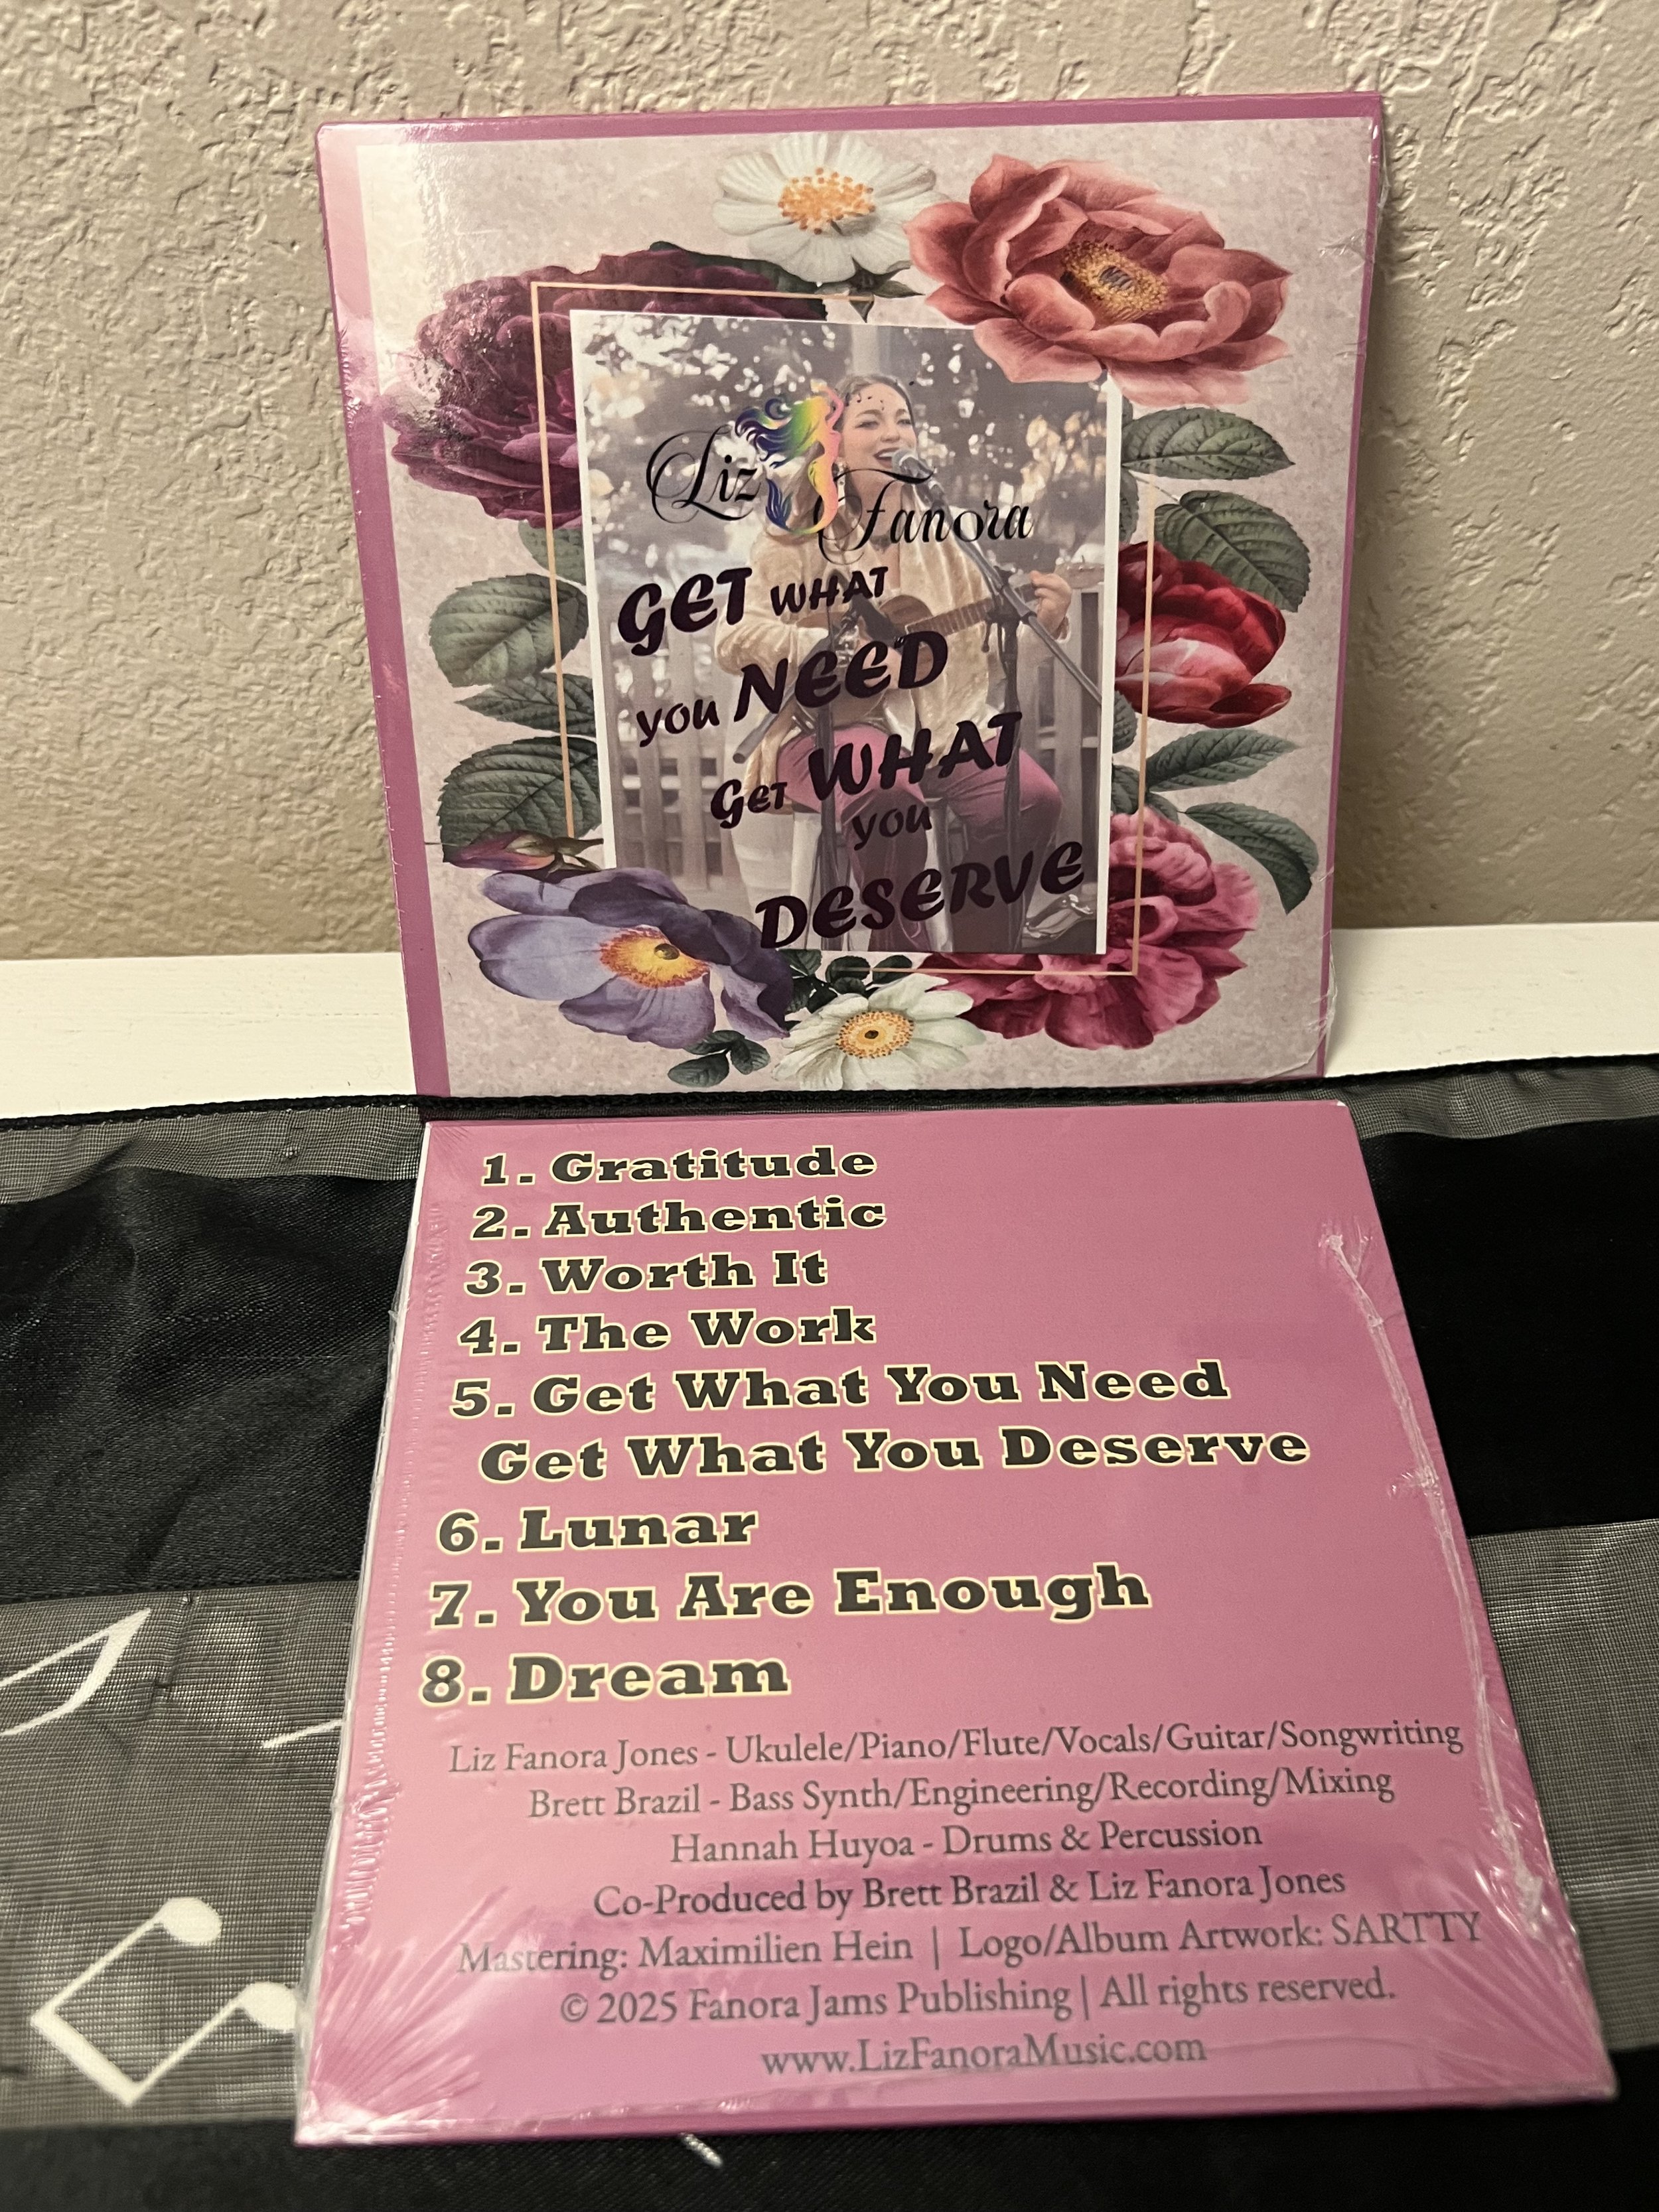 Liz Fanora
GET WHAT
you NEED
GET WHAT
you
DESERVE
1. Gratitude
2. Authentic
3. Worth It
4. The Work
5. Get What You Need
Get What You Deserve
6. Lunar
7. You Are Enough
8. Dream
Liz Fanora Jones - Ukulele/Piano/Flute/Vocals/Guitar/Songwriting
Brett Brazil - Bass Synth/Engineering/Recording/Mixing
Hannah Huyoa - Drums & Percussion
Co-Produced by Brett Brazil & Liz Fanora Jones
Mastering: Maximilien Hein | Logo/Album Artwork: SARTTY
© 2025 Fanora Jams Publishing | All rights reserved.
www.LizFanoraMusic.com